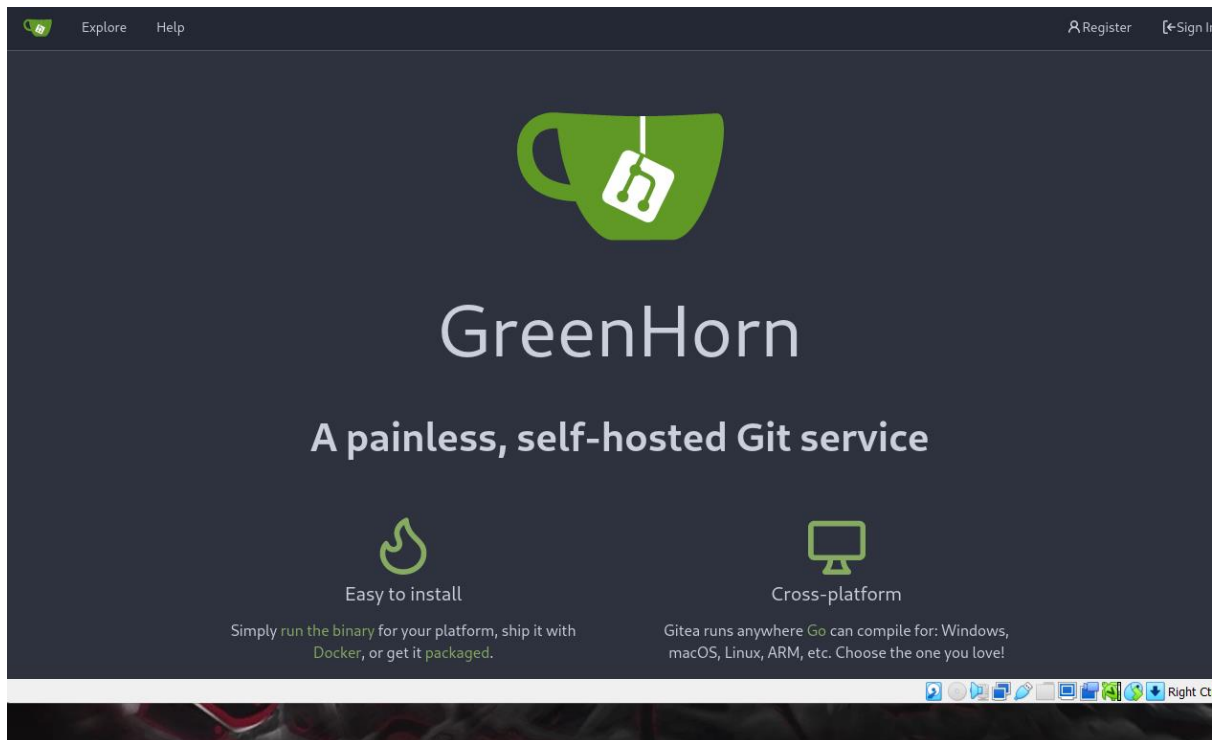 Explore Help Register Sign In
GreenHorn
A painless, self-hosted Git service
Easy to install
Simply run the binary for your platform, ship it with
Docker, or get it packaged.
Cross-platform
Gitea runs anywhere Go can compile for: Windows,
macOS, Linux, ARM, etc. Choose the one you love!
Right Ct